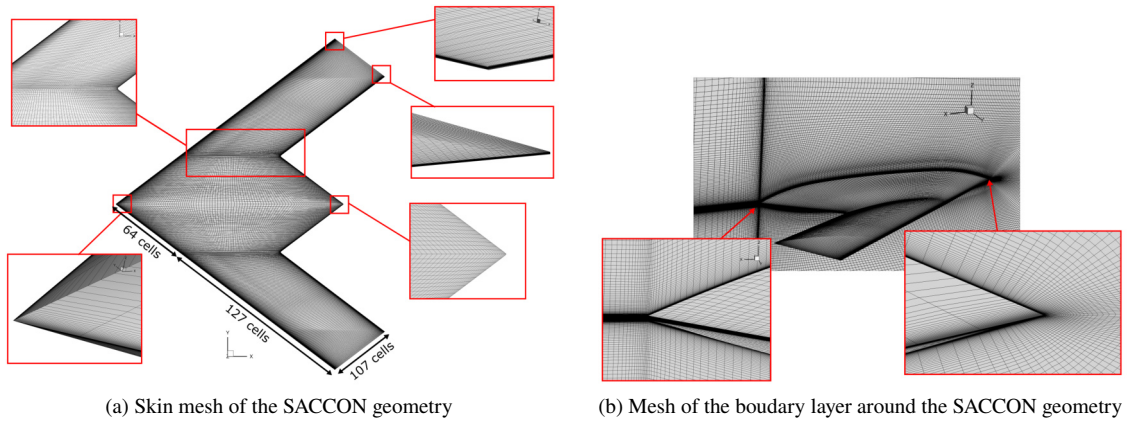 64 cells
127 cells
107 cells
Y
X
Z
X
(a) Skin mesh of the SACCON geometry
(b) Mesh of the boudary layer around the SACCON geometry